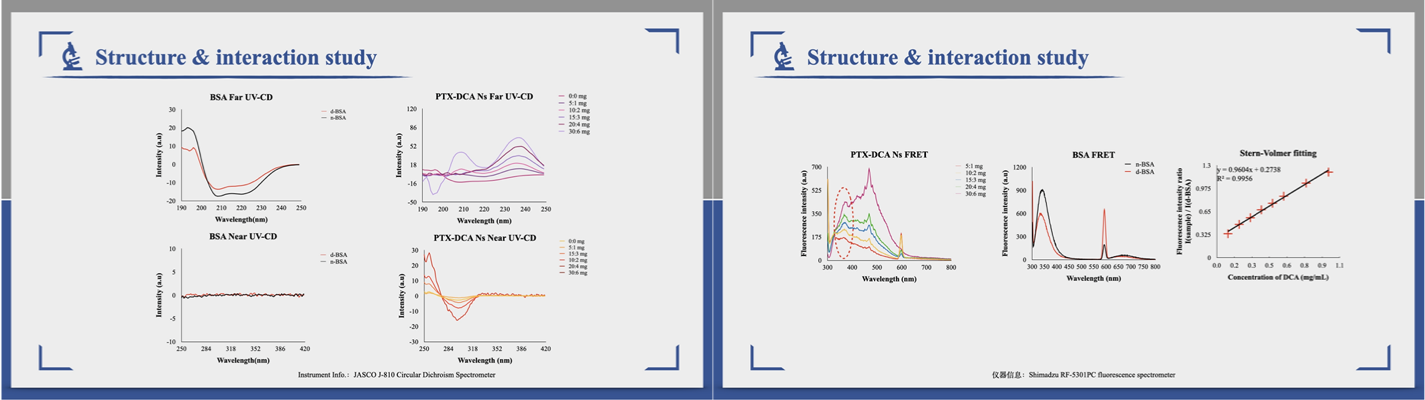 Structure & interaction study
BSA Far UV-CD
d-BSA
n-BSA
Intensity (a.u)
30
20
10
0
-10
-20
190 200 210 220 230 240 250
Wavelength(nm)
PTX-DCA Ns Far UV-CD
0:0 mg
5:1 mg
10:2 mg
15:3 mg
20:4 mg
30:6 mg
Intensity (a.u)
120
86
52
18
-16
-50
190 200 210 220 230 240 250
Wavelength(nm)
BSA Near UV-CD
d-BSA
n-BSA
Intensity (a.u)
10
5
0
-5
-10
250 284 318 352 386 420
Wavelength(nm)
PTX-DCA Ns Near UV-CD
0:0 mg
5:1 mg
15:3 mg
10:2 mg
20:4 mg
30:6 mg
Intensity (a.u)
30
20
10
0
-10
-20
-30
250 284 318 352 386 420
Wavelength (nm)
Instrument Info.: JASCO J-810 Circular Dichroism Spectrometer
Structure & interaction study
PTX-DCA Ns FRET
5:1 mg
10:2 mg
15:3 mg
20:4 mg
30:6 mg
Fluorescence intensity (a.u)
700
525
350
175
0
300 400 500 600 700 800
Wavelength (nm)
BSA FRET
n-BSA
d-BSA
Fluorescence intensity (a.u)
1200
900
600
300
0
300 350 400 450 500 550 600 650 700 750 800
Wavelength (nm)
Stern-Volmer fitting
y = 0.9604x + 0.2738
R² = 0.9956
Fluorescence intensity ratio
I(sample) / I(d-BSA)
1.3
0.975
0.65
0.325
0
0.0 0.2 0.3 0.5 0.6 0.8 0.9 1.1
Concentration of DCA (mg/mL)
仪器信息：Shimadzu RF-5301PC fluorescence spectrometer